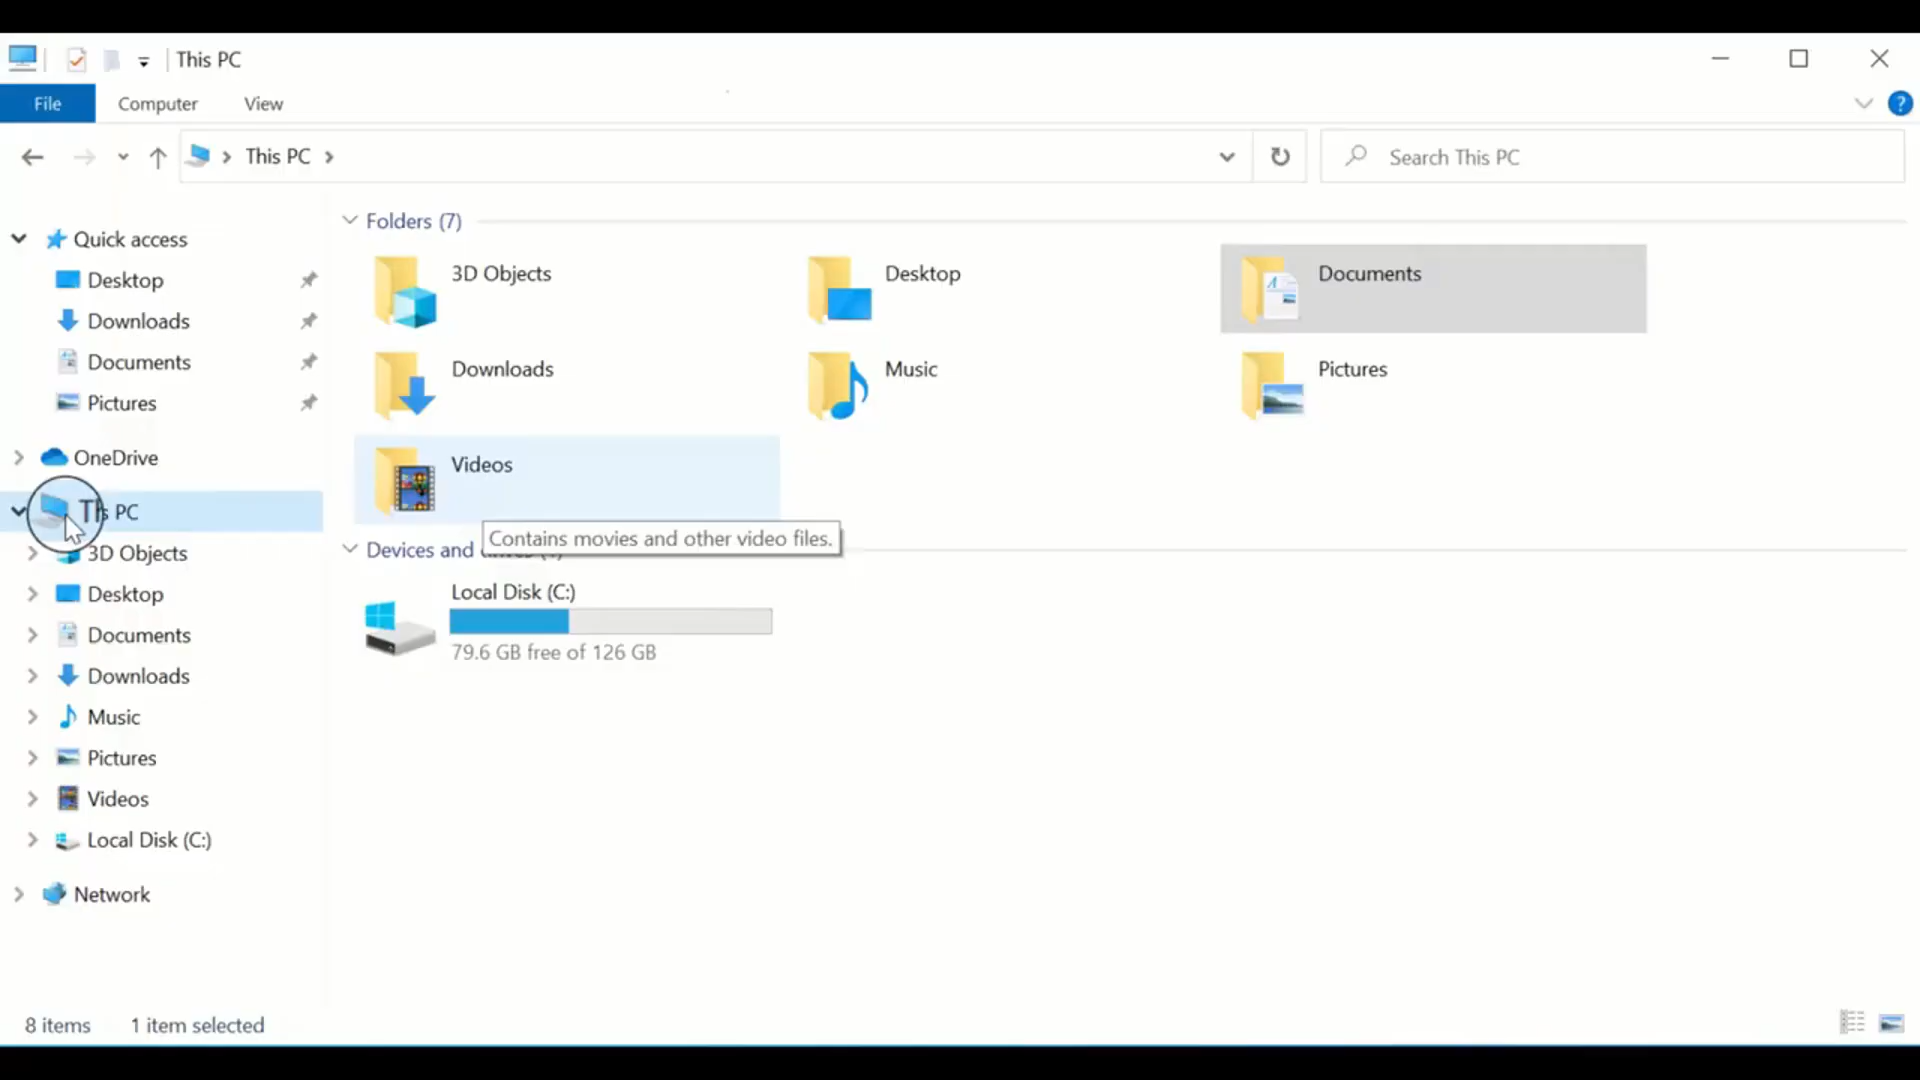 This PC
File Computer View
?
This PC
Search This PC
Quick access
Desktop
Downloads
Documents
Pictures
OneDrive
This PC
3D Objects
Desktop
Documents
Downloads
Music
Pictures
Videos
Local Disk (C:)
Network
Folders (7)
3D Objects
Desktop
Documents
Downloads
Music
Pictures
Videos
Contains movies and other video files.
Devices and
Local Disk (C:)
79.6 GB free of 126 GB
8 items 1 item selected